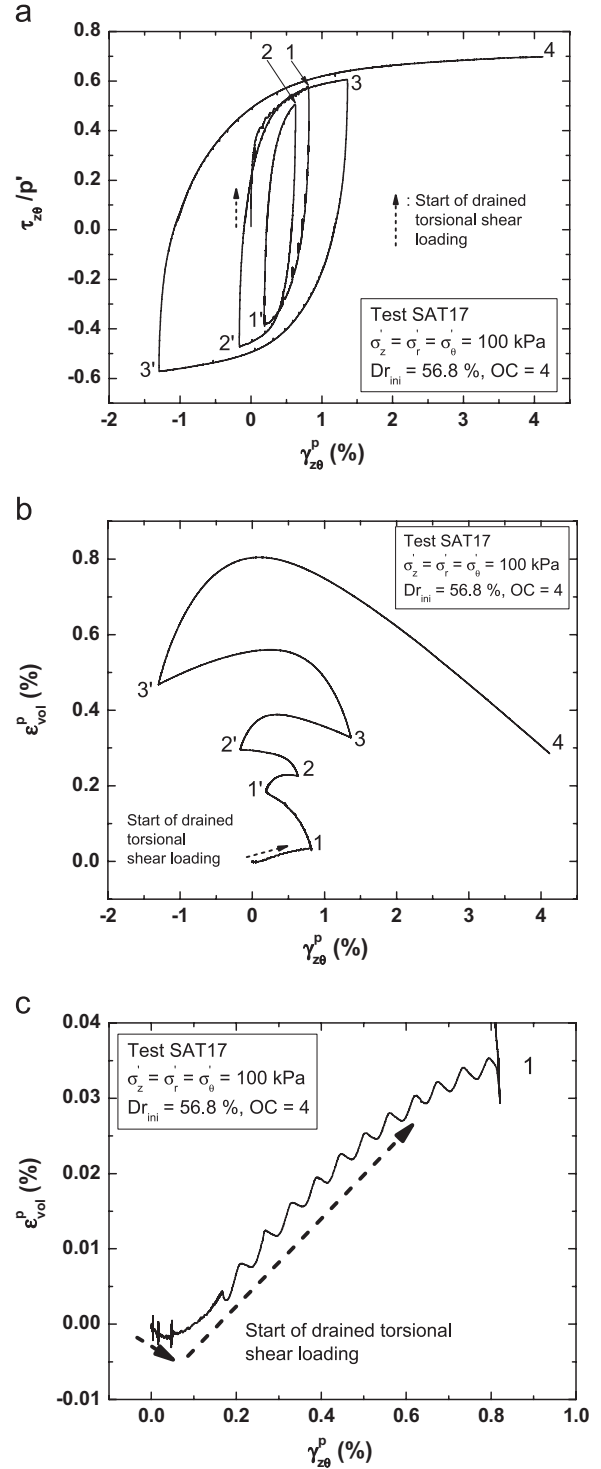 a
0.8
0.6
0.4
0.2
0.0
-0.2
-0.4
-0.6
τzθ /p'
2 1
3
4
1'
2'
3'
: Start of drained
torsional shear
loading
Test SAT17
σ'z = σ'r = σ'θ = 100 kPa
Drini = 56.8 %, OC = 4
-2 -1 0 1 2 3 4
γpzθ (%)
b
0.8
0.6
0.4
0.2
0.0
εpvol (%)
Test SAT17
σ'z = σ'r = σ'θ = 100 kPa
Drini = 56.8 %, OC = 4
3'
2'
3
4
2
1'
1
Start of drained
torsional
shear loading
-2 -1 0 1 2 3 4
γpzθ (%)
c
0.04
0.03
0.02
0.01
0.00
-0.01
εpvol (%)
Test SAT17
σ'z = σ'r = σ'θ = 100 kPa
Drini = 56.8 %, OC = 4
1
Start of drained torsional
shear loading
0.0 0.2 0.4 0.6 0.8 1.0
γpzθ (%)